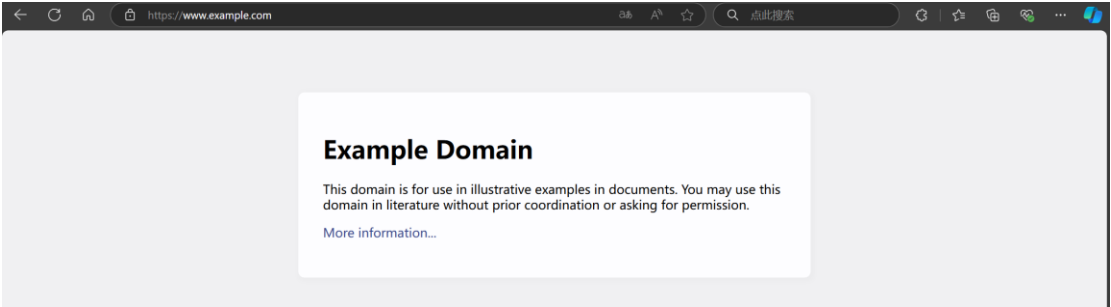 https://www.example.com
点此搜索
Example Domain
This domain is for use in illustrative examples in documents. You may use this
domain in literature without prior coordination or asking for permission.
More information...